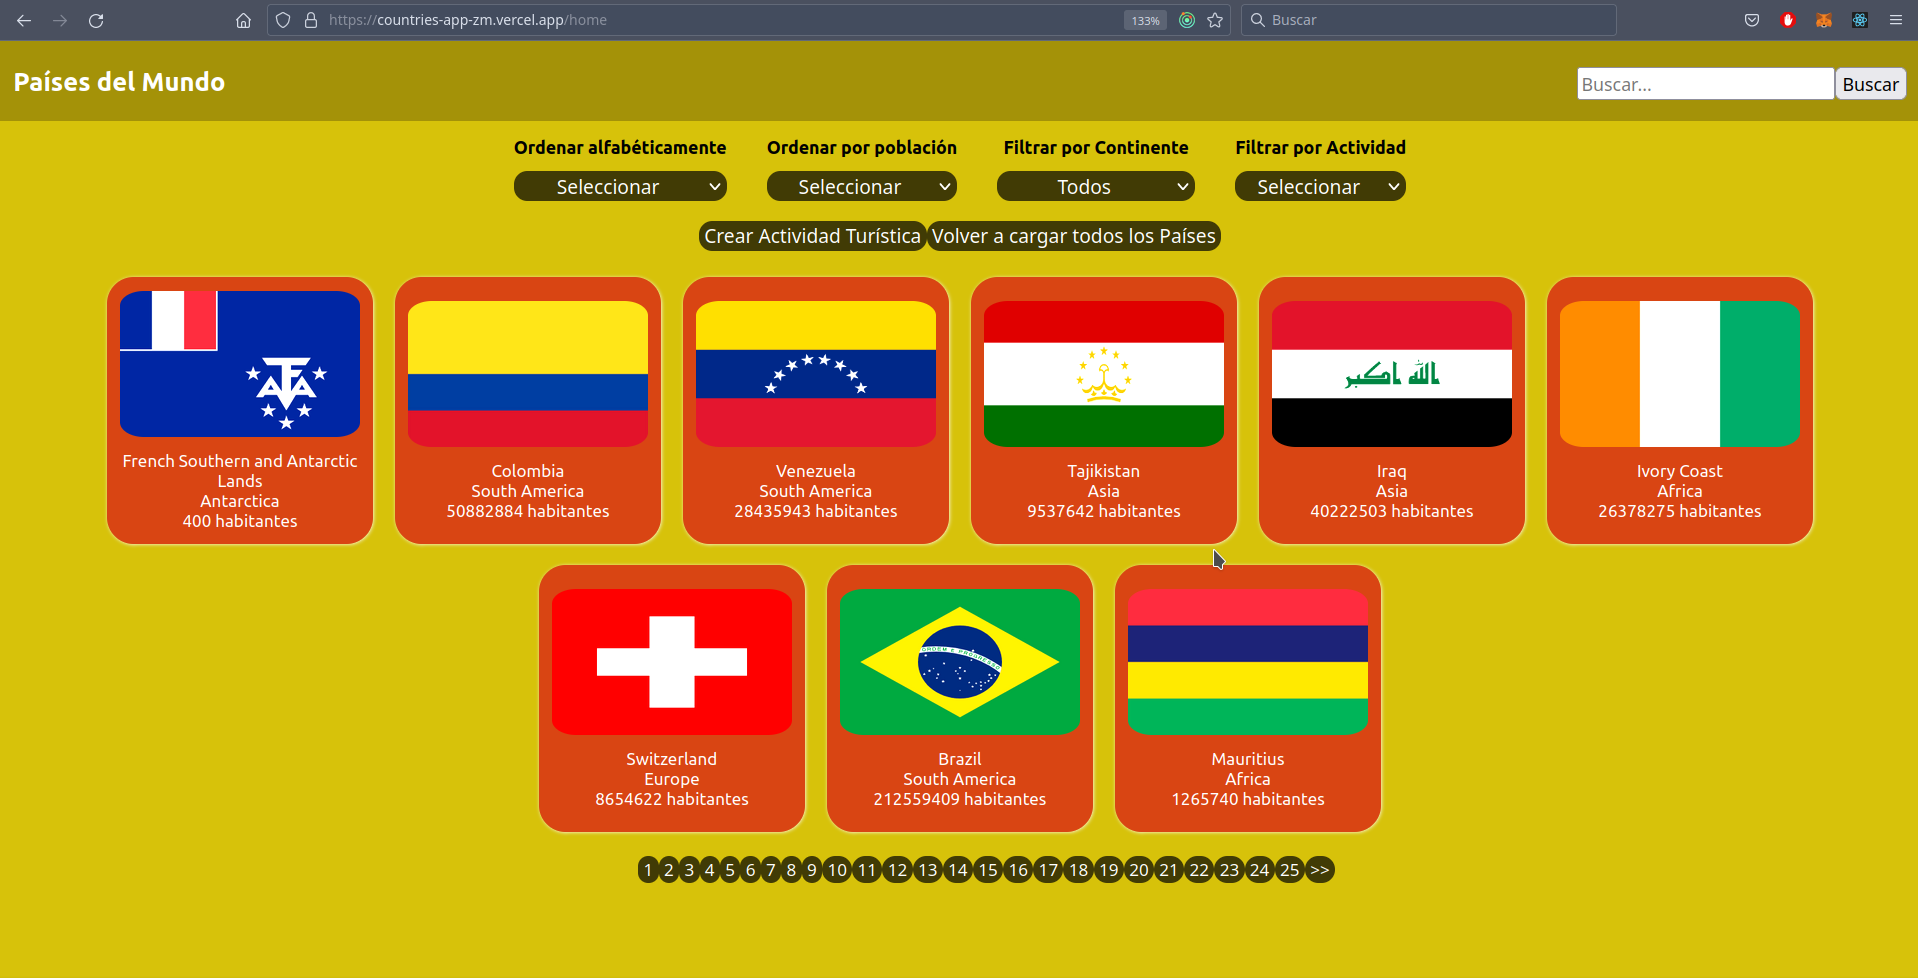 https://countries-app-zm.vercel.app/home
133%
Buscar
Países del Mundo
Buscar...
Buscar
Ordenar alfabéticamente
Ordenar por población
Filtrar por Continente
Filtrar por Actividad
Seleccionar
Seleccionar
Todos
Seleccionar
Crear Actividad Turística
Volver a cargar todos los Países
French Southern and Antarctic
Lands
Antarctica
400 habitantes
Colombia
South America
50882884 habitantes
Venezuela
South America
28435943 habitantes
Tajikistan
Asia
9537642 habitantes
الله اكبر
Iraq
Asia
40222503 habitantes
Ivory Coast
Africa
26378275 habitantes
Switzerland
Europe
8654622 habitantes
ORDEM E PROGRESSO
Brazil
South America
212559409 habitantes
Mauritius
Africa
1265740 habitantes
1 2 3 4 5 6 7 8 9 10 11 12 13 14 15 16 17 18 19 20 21 22 23 24 25 >>